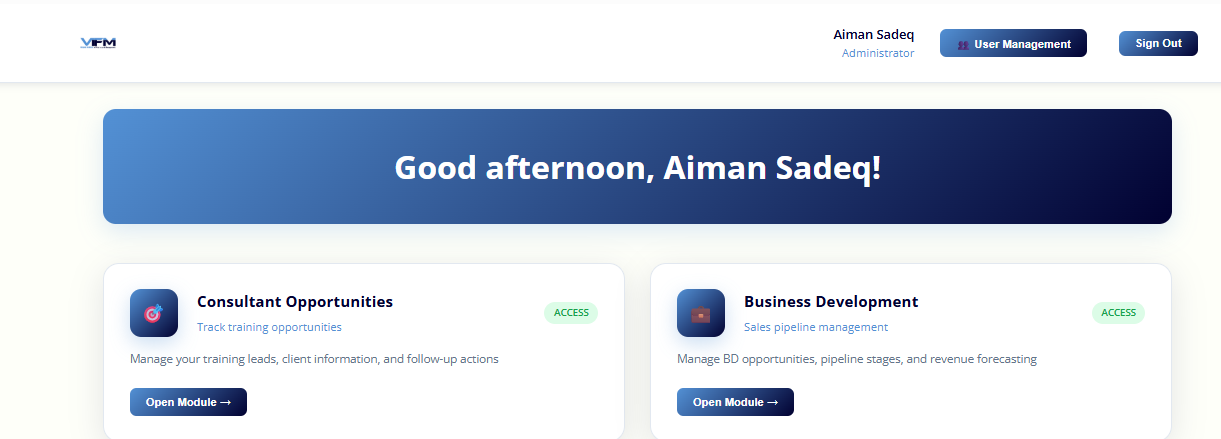 VFM
Aiman Sadeq
Administrator
User Management
Sign Out
Good afternoon, Aiman Sadeq!
Consultant Opportunities
Track training opportunities
ACCESS
Manage your training leads, client information, and follow-up actions
Open Module →
Business Development
Sales pipeline management
ACCESS
Manage BD opportunities, pipeline stages, and revenue forecasting
Open Module →